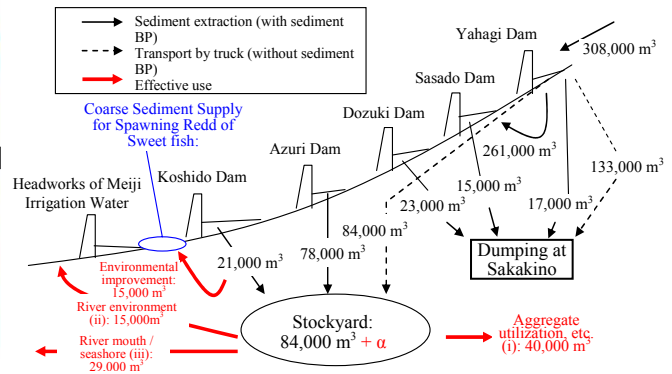 Sediment extraction (with sediment
BP)
Transport by truck (without sediment
BP)
Effective use
Yahagi Dam
308,000 m³
Sasado Dam
Coarse Sediment Supply
for Spawning Redd of
Sweet fish:
Dozuki Dam
Azuri Dam
261,000 m³
133,000 m³
Headworks of Meiji
Irrigation Water
Koshido Dam
15,000 m³
23,000 m³
17,000 m³
84,000 m³
78,000 m³
21,000 m³
Dumping at
Sakakino
Environmental
improvement:
15,000 m³
River environment
(ii): 15,000m³
River mouth /
seashore (iii):
29,000 m³
Stockyard:
84,000 m³ + α
Aggregate
utilization, etc.
(i): 40,000 m³